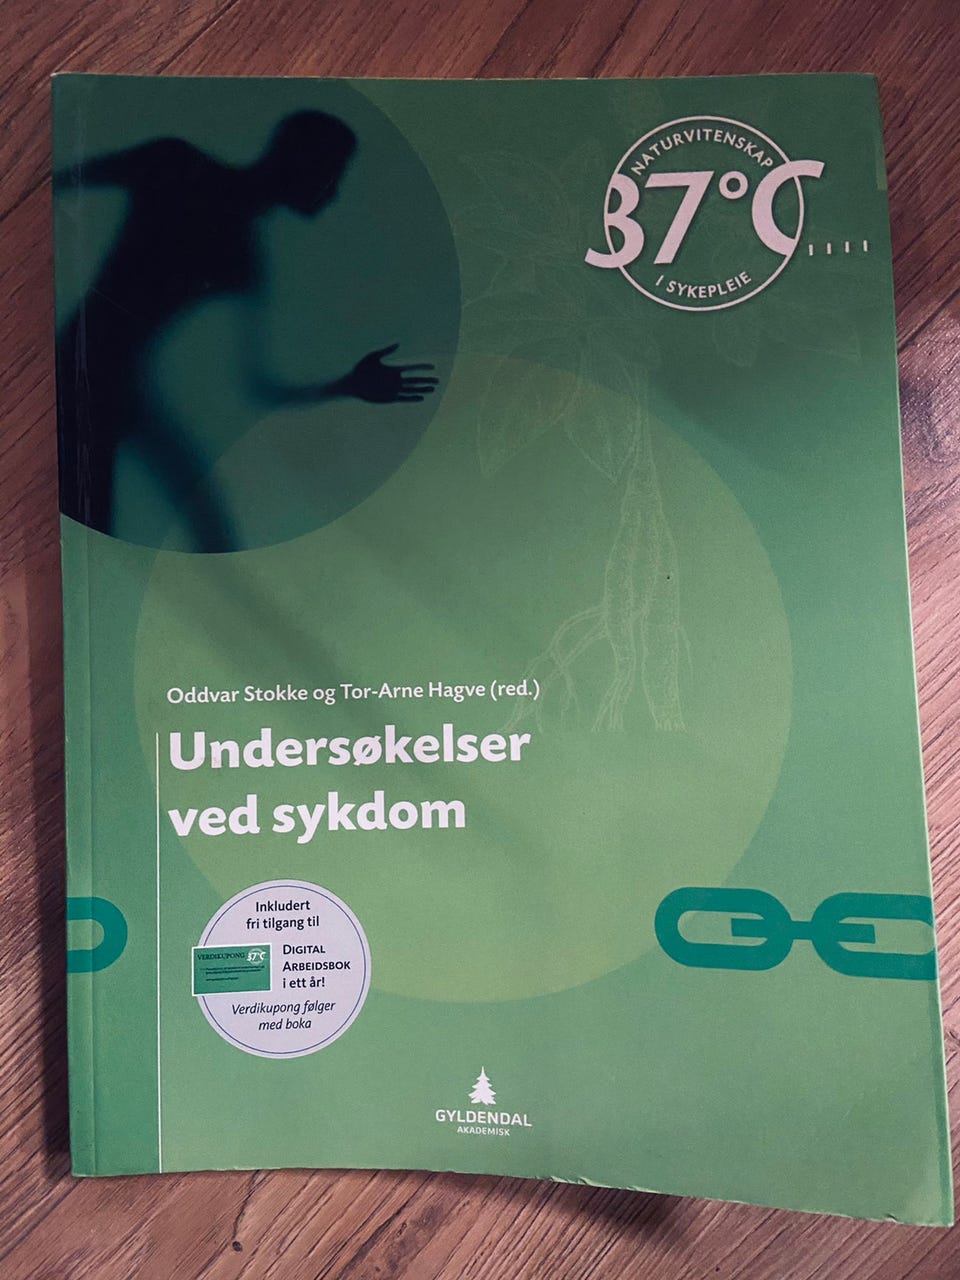 NATURVITENSKAP
37°C
I SYKEPLEIE
Oddvar Stokke og Tor-Arne Hagve (red.)
Undersøkelser
ved sykdom
Inkludert
fri tilgang til
VERDIKUPONG 37°C
DIGITAL
ARBEIDSBOK
i ett år!
Verdikupong følger
med boka
GYLDENDAL
AKADEMISK